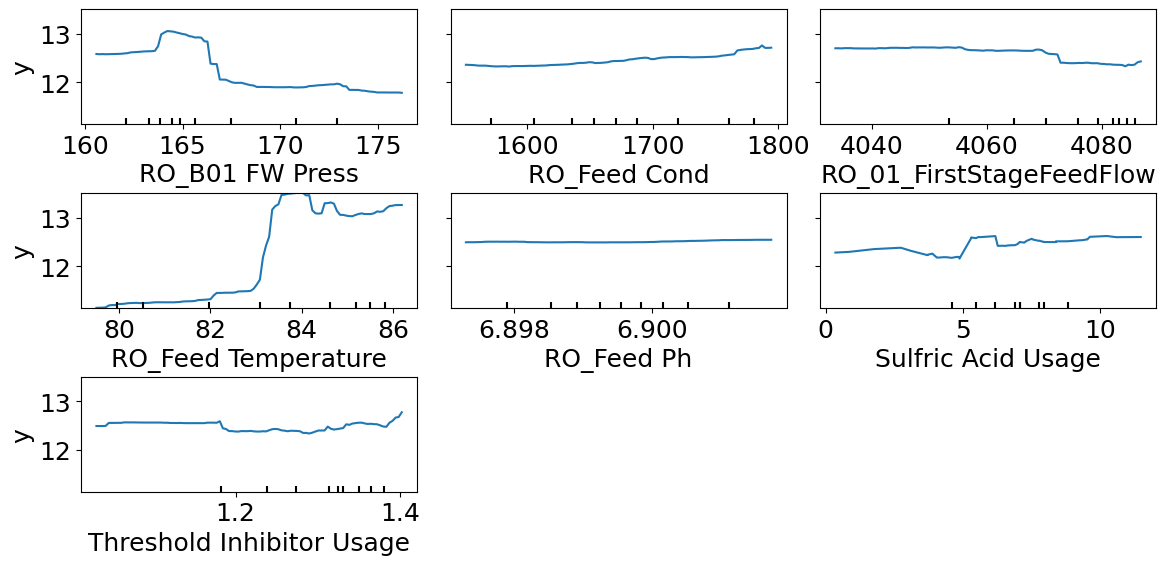 13
12
y
160 165 170 175
RO_B01 FW Press
1600 1700 1800
RO_Feed Cond
4040 4060 4080
RO_01_FirstStageFeedFlow
13
12
y
80 82 84 86
RO_Feed Temperature
6.898 6.900
RO_Feed Ph
0 5 10
Sulfric Acid Usage
13
12
y
1.2 1.4
Threshold Inhibitor Usage